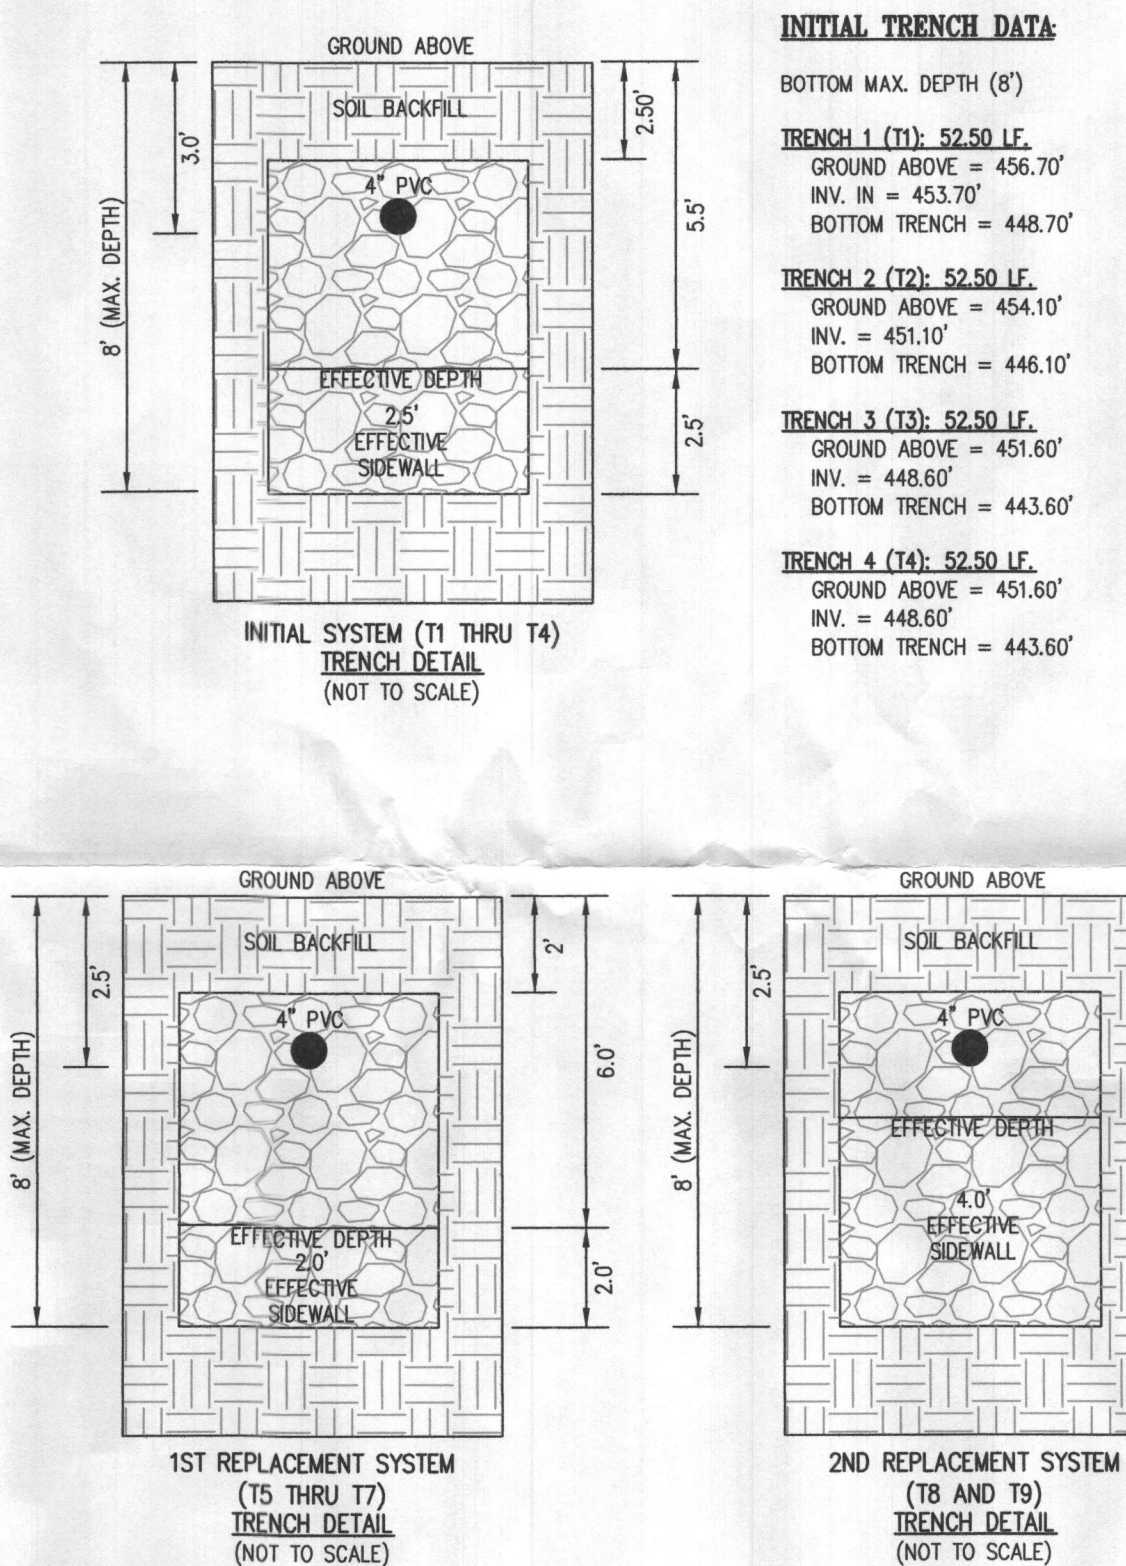 GROUND ABOVE
SOIL BACKFILL
4" PVC
3.0'
8' (MAX. DEPTH)
2.50'
5.5'
2.5'
EFFECTIVE DEPTH
2.5'
EFFECTIVE
SIDEWALL
INITIAL SYSTEM (T1 THRU T4)
TRENCH DETAIL
(NOT TO SCALE)
INITIAL TRENCH DATA:
BOTTOM MAX. DEPTH (8')
TRENCH 1 (T1): 52.50 LF.
GROUND ABOVE = 456.70'
INV. IN = 453.70'
BOTTOM TRENCH = 448.70'
TRENCH 2 (T2): 52.50 LF.
GROUND ABOVE = 454.10'
INV. = 451.10'
BOTTOM TRENCH = 446.10'
TRENCH 3 (T3): 52.50 LF.
GROUND ABOVE = 451.60'
INV. = 448.60'
BOTTOM TRENCH = 443.60'
TRENCH 4 (T4): 52.50 LF.
GROUND ABOVE = 451.60'
INV. = 448.60'
BOTTOM TRENCH = 443.60'
GROUND ABOVE
SOIL BACKFILL
4" PVC
2.5'
8' (MAX. DEPTH)
2'
6.0'
2.0'
EFFECTIVE DEPTH
2.0'
EFFECTIVE
SIDEWALL
1ST REPLACEMENT SYSTEM
(T5 THRU T7)
TRENCH DETAIL
(NOT TO SCALE)
GROUND ABOVE
SOIL BACKFILL
4" PVC
2.5'
8' (MAX. DEPTH)
EFFECTIVE DEPTH
4.0'
EFFECTIVE
SIDEWALL
2ND REPLACEMENT SYSTEM
(T8 AND T9)
TRENCH DETAIL
(NOT TO SCALE)